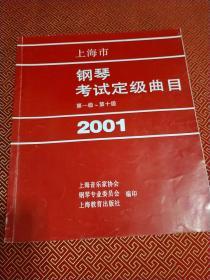 上海市
钢琴
考试定级曲目
第一级－第十级
2001
上海音乐家协会
钢琴专业委员会 编印
上海教育出版社